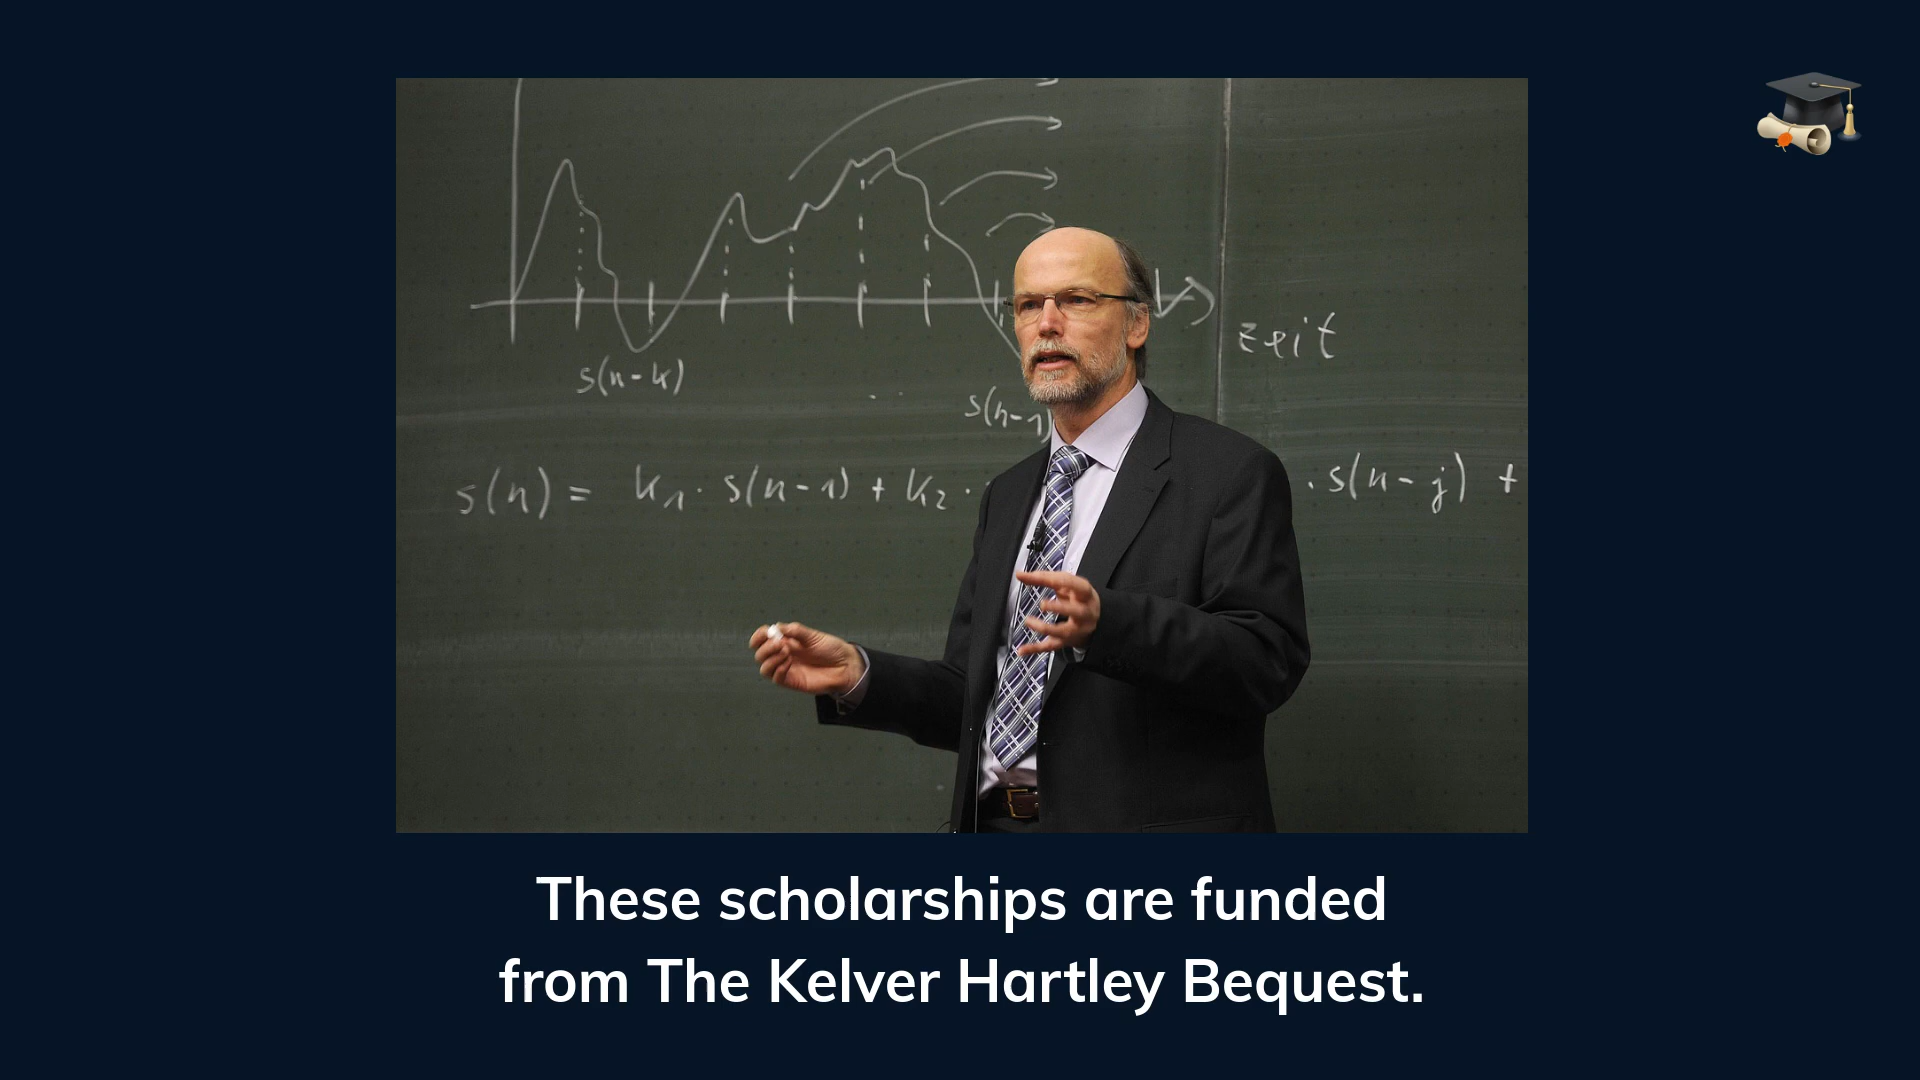 zeit
s(n-k)
s(n-1)
s(n) = k₁· s(n-1) + k₂ · · s(n-j) +
These scholarships are funded
from The Kelver Hartley Bequest.